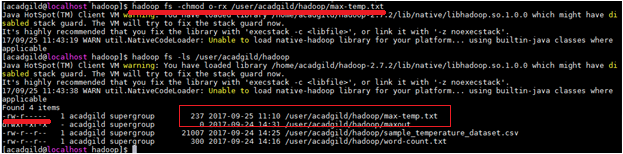 [acadgild@localhost hadoop]$ hadoop fs -chmod o-rx /user/acadgild/hadoop/max-temp.txt
Java HotSpot(TM) Client VM warning: You have loaded library /home/acadgild/hadoop-2.7.2/lib/native/libhadoop.so.1.0.0 which might have di
sabled stack guard. The VM will try to fix the stack guard now.
It's highly recommended that you fix the library with 'execstack -c <libfile>', or link it with '-z noexecstack'.
17/09/25 11:43:19 WARN util.NativeCodeLoader: Unable to load native-hadoop library for your platform... using builtin-java classes where
applicable
[acadgild@localhost hadoop]$ hadoop fs -ls /user/acadgild/hadoop
Java HotSpot(TM) Client VM warning: You have loaded library /home/acadgild/hadoop-2.7.2/lib/native/libhadoop.so.1.0.0 which might have di
sabled stack guard. The VM will try to fix the stack guard now.
It's highly recommended that you fix the library with 'execstack -c <libfile>', or link it with '-z noexecstack'.
17/09/25 11:43:38 WARN util.NativeCodeLoader: Unable to load native-hadoop library for your platform... using builtin-java classes where
applicable
Found 4 items
-rw-r----- 1 acadgild supergroup 237 2017-09-25 11:10 /user/acadgild/hadoop/max-temp.txt
drwxr-xr-x - acadgild supergroup 0 2017-09-24 14:31 /user/acadgild/hadoop/maxout
-rw-r--r-- 1 acadgild supergroup 21007 2017-09-24 14:25 /user/acadgild/hadoop/sample_temperature_dataset.csv
-rw-r--r-- 1 acadgild supergroup 300 2017-09-24 14:16 /user/acadgild/hadoop/word-count.txt
[acadgild@localhost hadoop]$